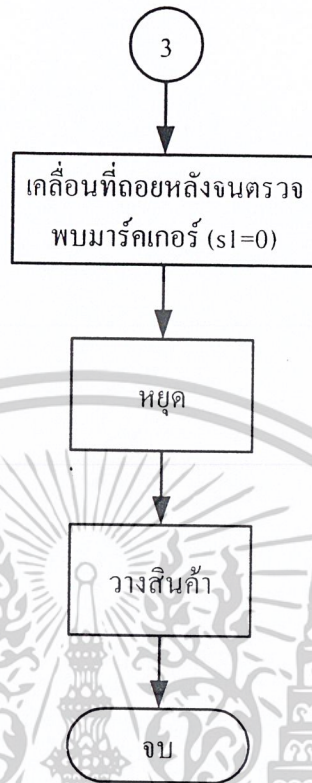 3
เคลื่อนที่ถอยหลังจนตรวจ
พบมาร์คเกอร์ (s1=0)
หยุด
วางสินค้า
จบ